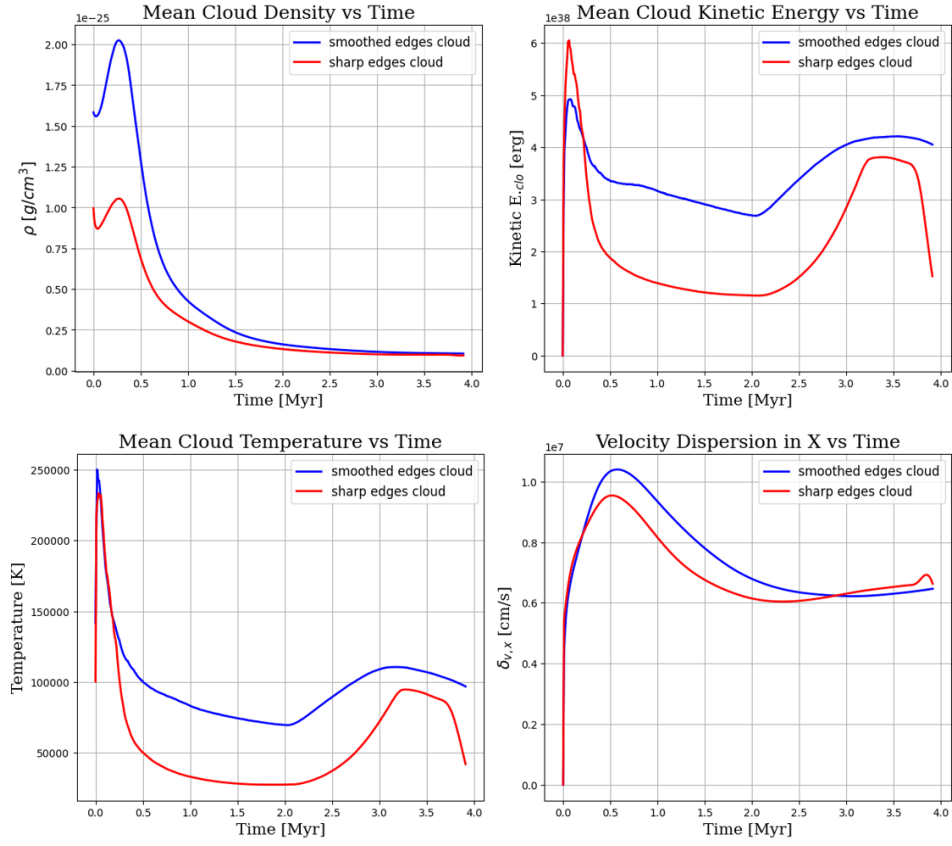 Mean Cloud Density vs Time
1e−25
smoothed edges cloud
sharp edges cloud
ρ [g/cm³]
2.00
1.75
1.50
1.25
1.00
0.75
0.50
0.25
0.00
0.0 0.5 1.0 1.5 2.0 2.5 3.0 3.5 4.0
Time [Myr]
Mean Cloud Kinetic Energy vs Time
1e38
smoothed edges cloud
sharp edges cloud
Kinetic E.clo [erg]
6
5
4
3
2
1
0
0.0 0.5 1.0 1.5 2.0 2.5 3.0 3.5 4.0
Time [Myr]
Mean Cloud Temperature vs Time
smoothed edges cloud
sharp edges cloud
Temperature [K]
250000
200000
150000
100000
50000
0.0 0.5 1.0 1.5 2.0 2.5 3.0 3.5 4.0
Time [Myr]
Velocity Dispersion in X vs Time
1e7
smoothed edges cloud
sharp edges cloud
δv,x [cm/s]
1.0
0.8
0.6
0.4
0.2
0.0
0.0 0.5 1.0 1.5 2.0 2.5 3.0 3.5 4.0
Time [Myr]